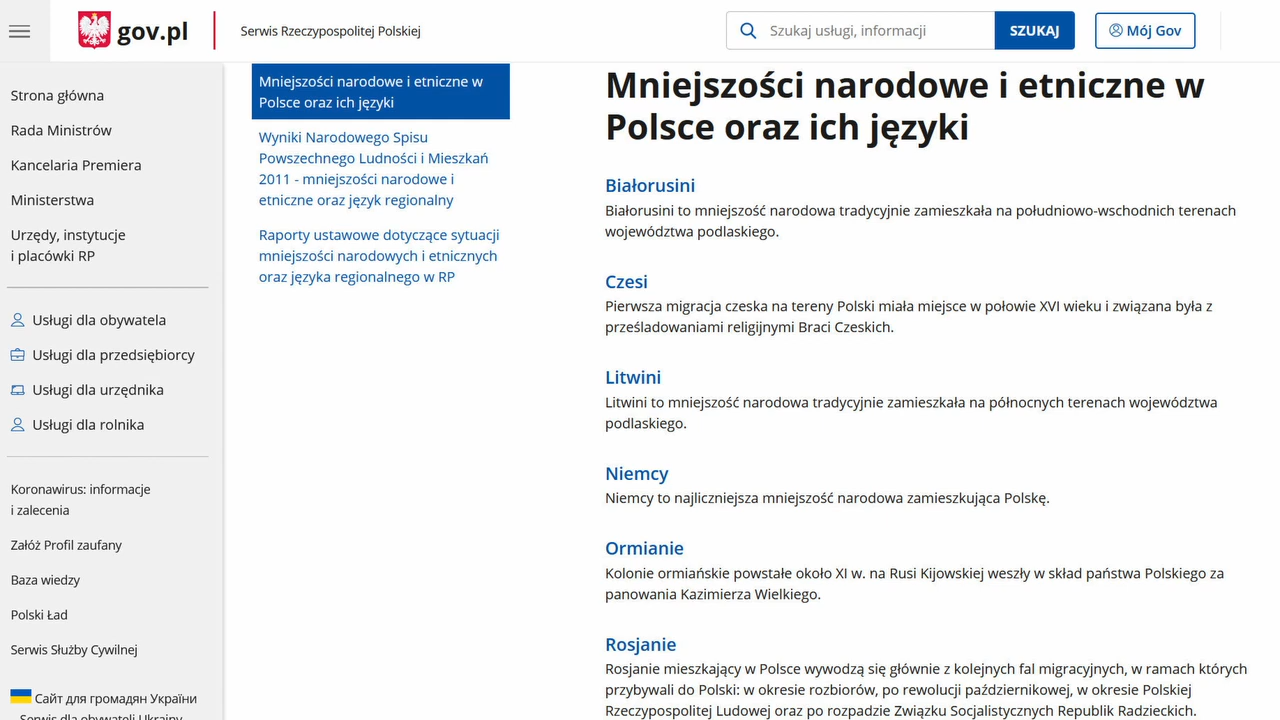 gov.pl
Serwis Rzeczypospolitej Polskiej
Szukaj usługi, informacji
SZUKAJ
Mój Gov
Strona główna
Rada Ministrów
Kancelaria Premiera
Ministerstwa
Urzędy, instytucje
i placówki RP
Usługi dla obywatela
Usługi dla przedsiębiorcy
Usługi dla urzędnika
Usługi dla rolnika
Koronawirus: informacje
i zalecenia
Załóż Profil zaufany
Baza wiedzy
Polski Ład
Serwis Służby Cywilnej
Сайт для громадян України
- Serwis dla obywateli Ukrainy
Mniejszości narodowe i etniczne w
Polsce oraz ich języki
Wyniki Narodowego Spisu
Powszechnego Ludności i Mieszkań
2011 - mniejszości narodowe i
etniczne oraz język regionalny
Raporty ustawowe dotyczące sytuacji
mniejszości narodowych i etnicznych
oraz języka regionalnego w RP
Mniejszości narodowe i etniczne w
Polsce oraz ich języki
Białorusini
Białorusini to mniejszość narodowa tradycyjnie zamieszkała na południowo-wschodnich terenach
województwa podlaskiego.
Czesi
Pierwsza migracja czeska na tereny Polski miała miejsce w połowie XVI wieku i związana była z
prześladowaniami religijnymi Braci Czeskich.
Litwini
Litwini to mniejszość narodowa tradycyjnie zamieszkała na północnych terenach województwa
podlaskiego.
Niemcy
Niemcy to najliczniejsza mniejszość narodowa zamieszkująca Polskę.
Ormianie
Kolonie ormiańskie powstałe około XI w. na Rusi Kijowskiej weszły w skład państwa Polskiego za
panowania Kazimierza Wielkiego.
Rosjanie
Rosjanie mieszkający w Polsce wywodzą się głównie z kolejnych fal migracyjnych, w ramach których
przybywali do Polski: w okresie rozbiorów, po rewolucji październikowej, w okresie Polskiej
Rzeczypospolitej Ludowej oraz po rozpadzie Związku Socjalistycznych Republik Radzieckich.